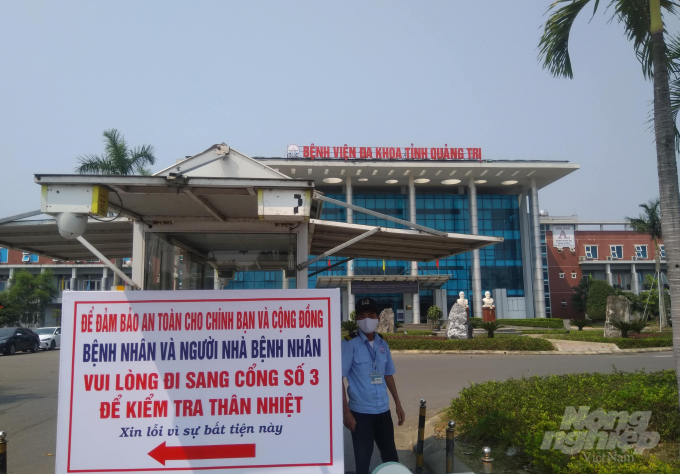 BỆNH VIỆN ĐA KHOA TỈNH QUẢNG TRỊ
ĐỂ ĐẢM BẢO AN TOÀN CHO CHÍNH BẠN VÀ CỘNG ĐỒNG
BỆNH NHÂN VÀ NGƯỜI NHÀ BỆNH NHÂN
VUI LÒNG ĐI SANG CỔNG SỐ 3
ĐỂ KIỂM TRA THÂN NHIỆT
Xin lỗi vì sự bất tiện này
Nông nghiệp
Việt Nam